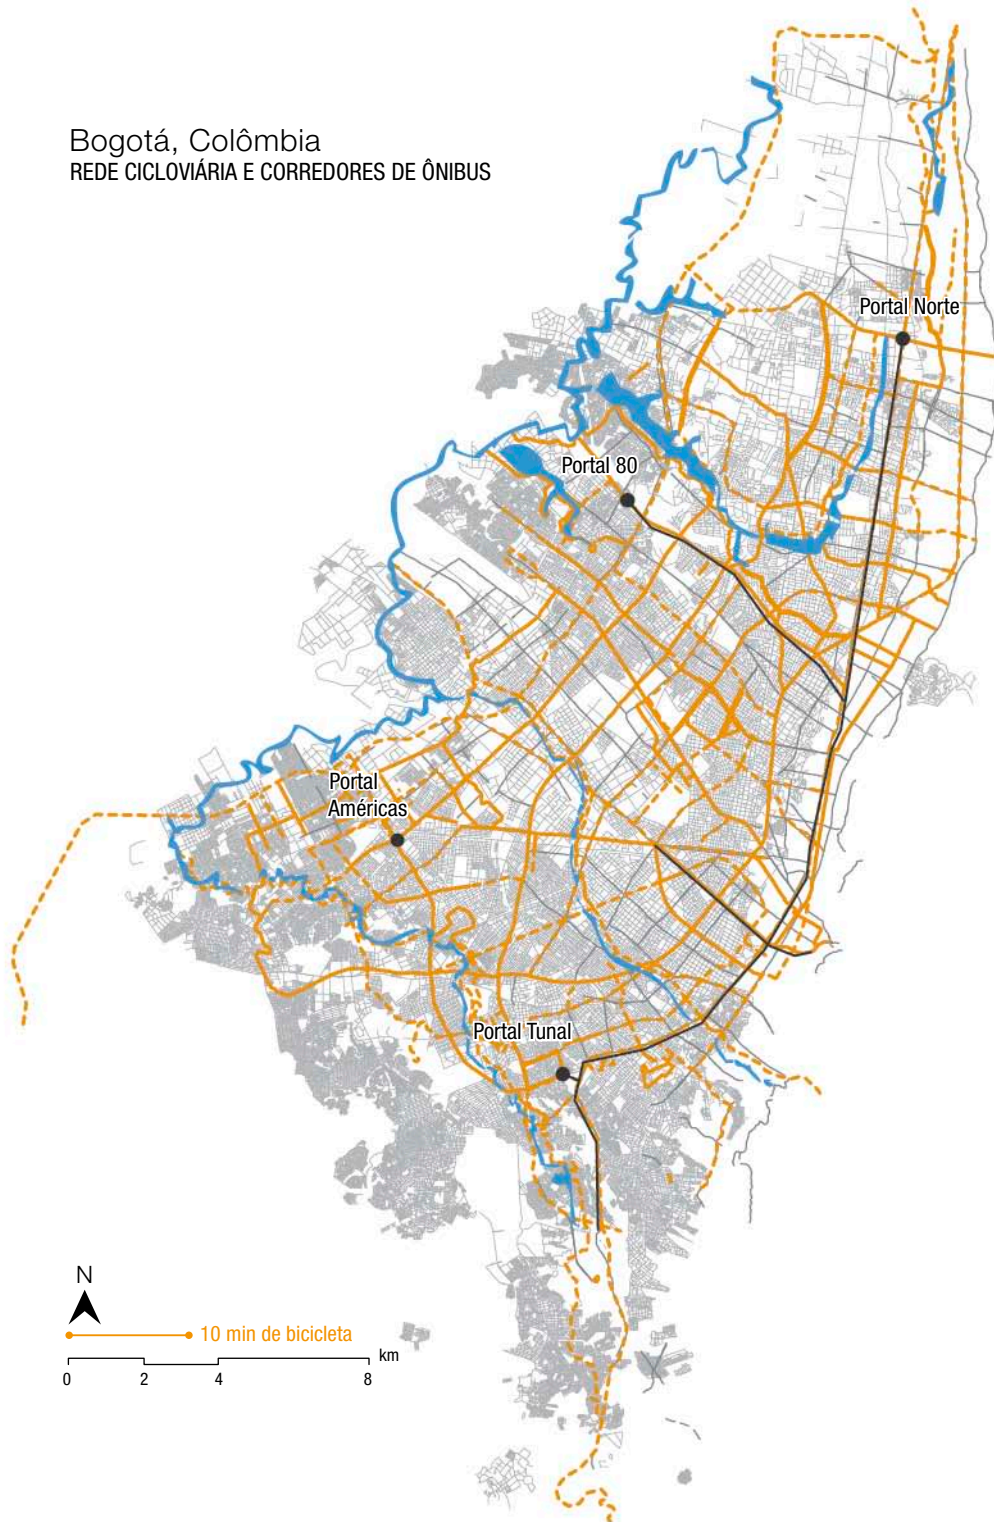 Bogotá, Colômbia
REDE CICLOVIÁRIA E CORREDORES DE ÔNIBUS
Portal Norte
Portal 80
Portal
Américas
Portal Tunal
N
10 min de bicicleta
km
0 2 4 8